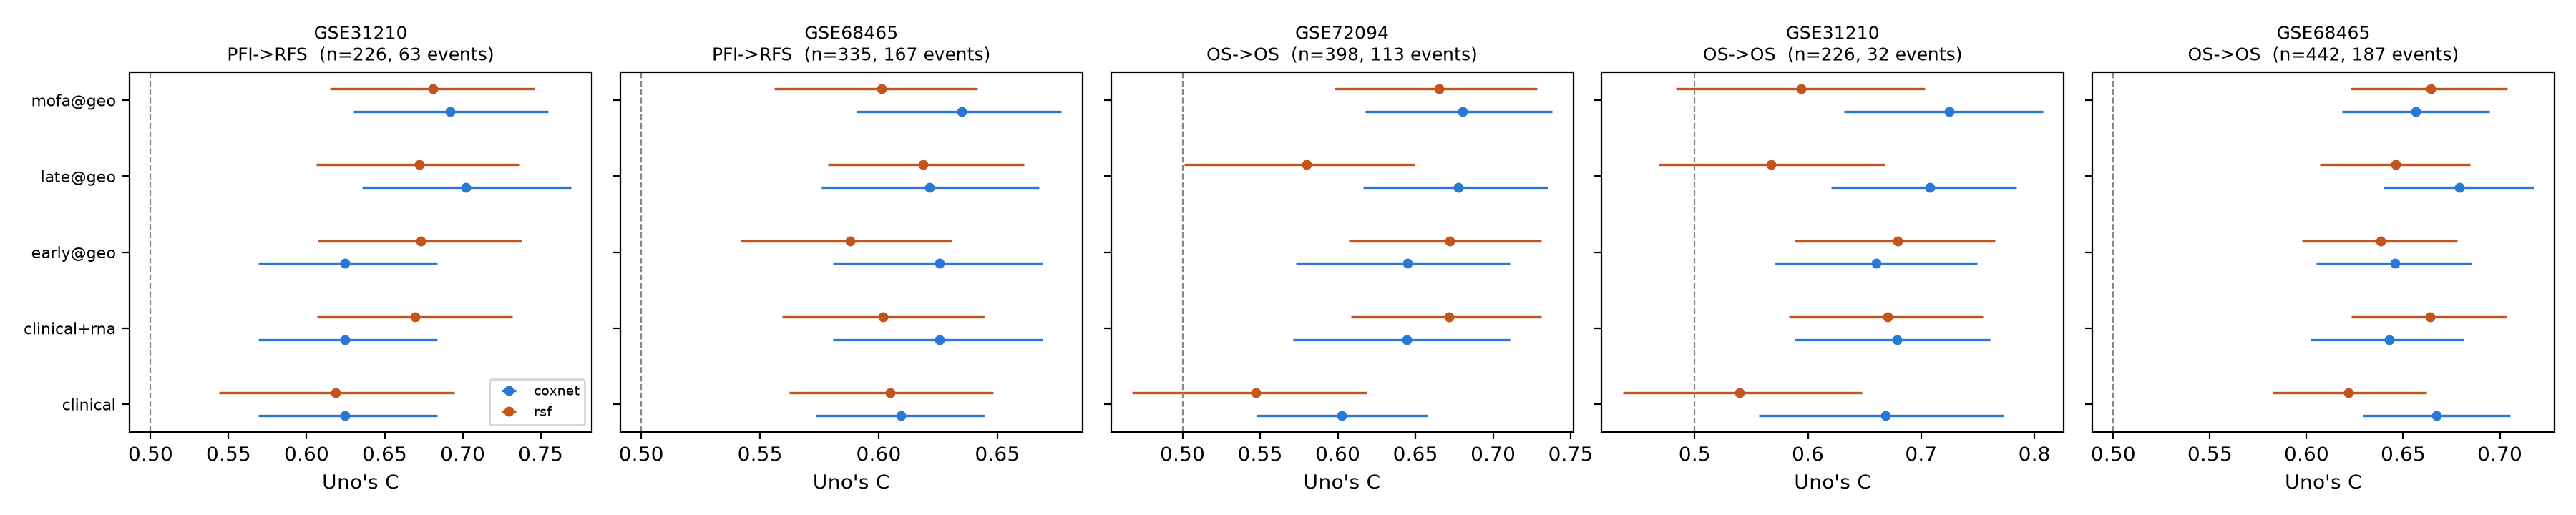 GSE31210
PFI->RFS (n=226, 63 events)
GSE68465
PFI->RFS (n=335, 167 events)
GSE72094
OS->OS (n=398, 113 events)
GSE31210
OS->OS (n=226, 32 events)
GSE68465
OS->OS (n=442, 187 events)
mofa@geo
late@geo
early@geo
clinical+rna
clinical
coxnet
rsf
0.50 0.55 0.60 0.65 0.70 0.75
Uno's C
0.50 0.55 0.60 0.65
Uno's C
0.50 0.55 0.60 0.65 0.70 0.75
Uno's C
0.5 0.6 0.7 0.8
Uno's C
0.50 0.55 0.60 0.65 0.70
Uno's C